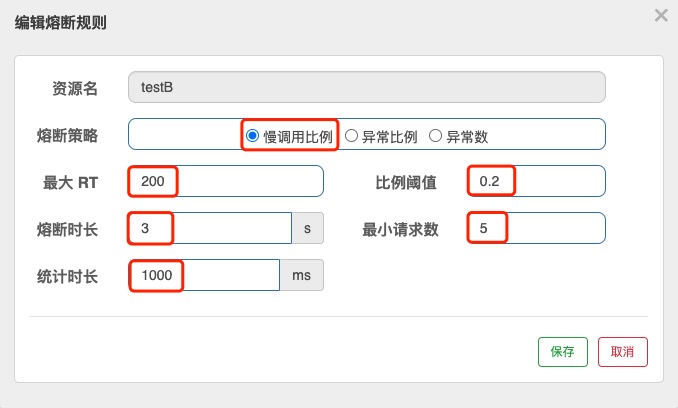 编辑熔断规则
×
资源名 testB
熔断策略 慢调用比例 异常比例 异常数
最大 RT 200 比例阈值 0.2
熔断时长 3 s 最小请求数 5
统计时长 1000 ms
保存 取消